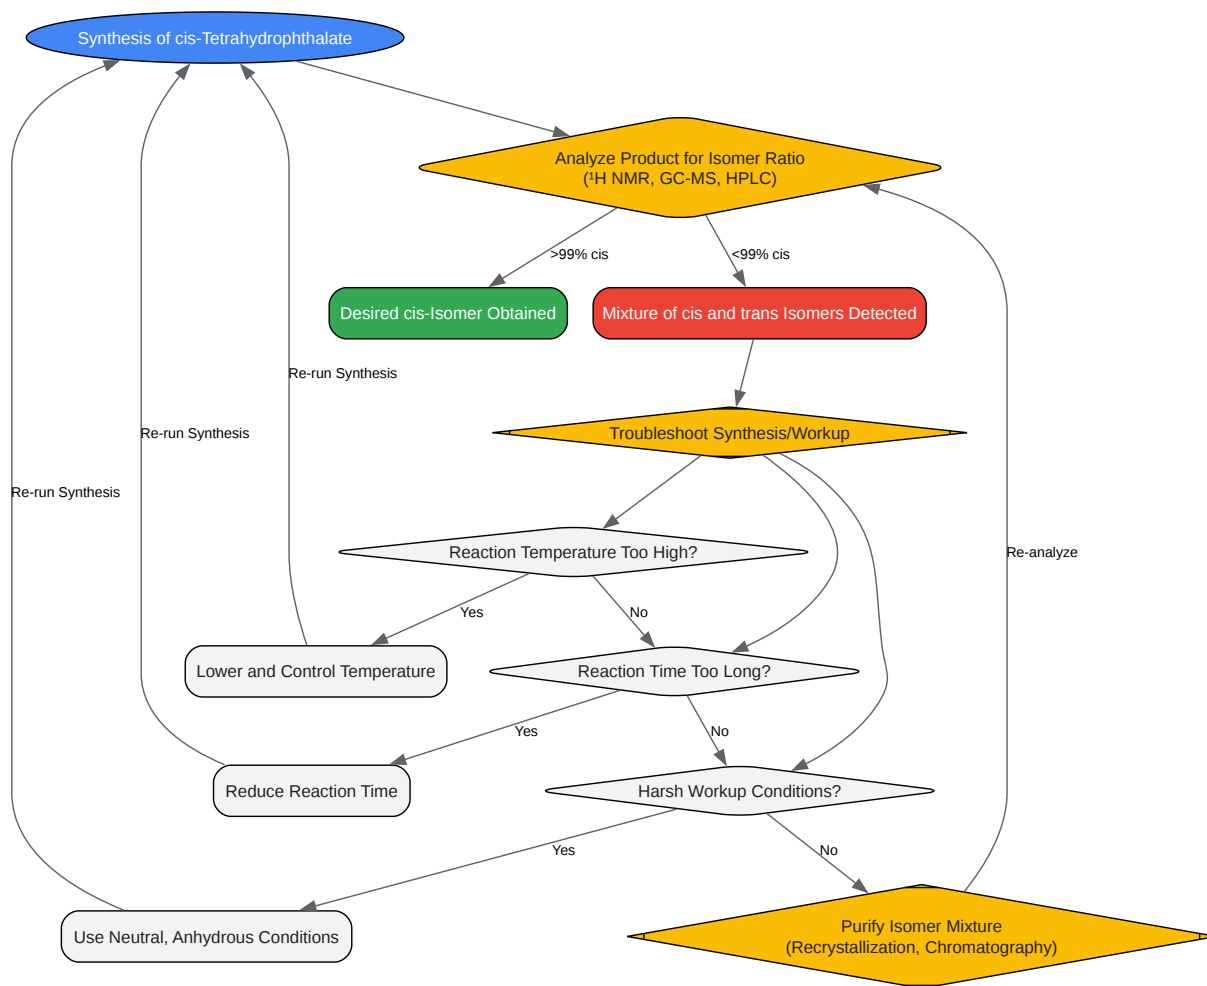 Synthesis of cis-Tetrahydrophthalate
Analyze Product for Isomer Ratio
(¹H NMR, GC-MS, HPLC)
>99% cis
<99% cis
Desired cis-Isomer Obtained
Mixture of cis and trans Isomers Detected
Re-run Synthesis
Troubleshoot Synthesis/Workup
Re-run Synthesis
Re-run Synthesis
Reaction Temperature Too High?
Re-analyze
Yes
No
Lower and Control Temperature
Reaction Time Too Long?
Yes
No
Reduce Reaction Time
Harsh Workup Conditions?
Yes
No
Use Neutral, Anhydrous Conditions
Purify Isomer Mixture
(Recrystallization, Chromatography)